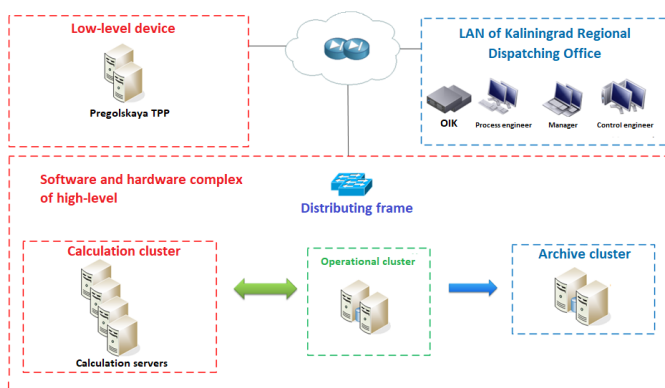 Low-level device
Pregolskaya TPP
LAN of Kaliningrad Regional
Dispatching Office
OIK
Process engineer
Manager
Control engineer
Software and hardware complex
of high-level
Distributing frame
Calculation cluster
Calculation servers
Operational cluster
Archive cluster